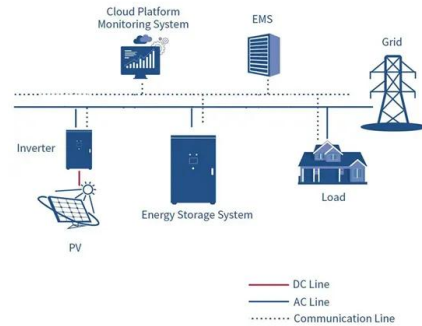 Cloud Platform
Monitoring System
EMS
Grid
Inverter
Energy Storage System
Load
PV
DC Line
AC Line
Communication Line